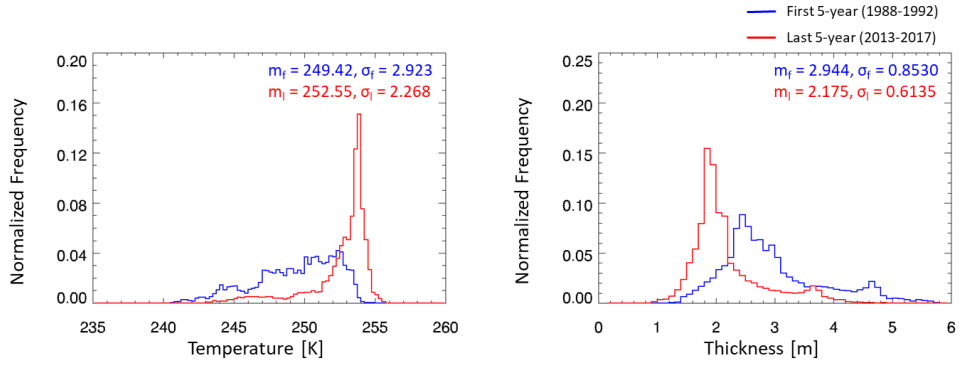 First 5-year (1988-1992)
Last 5-year (2013-2017)
Normalized Frequency
0.20
0.16
0.12
0.08
0.04
0.00
m_f = 249.42, σ_f = 2.923
m_l = 252.55, σ_l = 2.268
235 240 245 250 255 260
Temperature [K]
Normalized Frequency
0.25
0.20
0.15
0.10
0.05
0.00
m_f = 2.944, σ_f = 0.8530
m_l = 2.175, σ_l = 0.6135
0 1 2 3 4 5 6
Thickness [m]